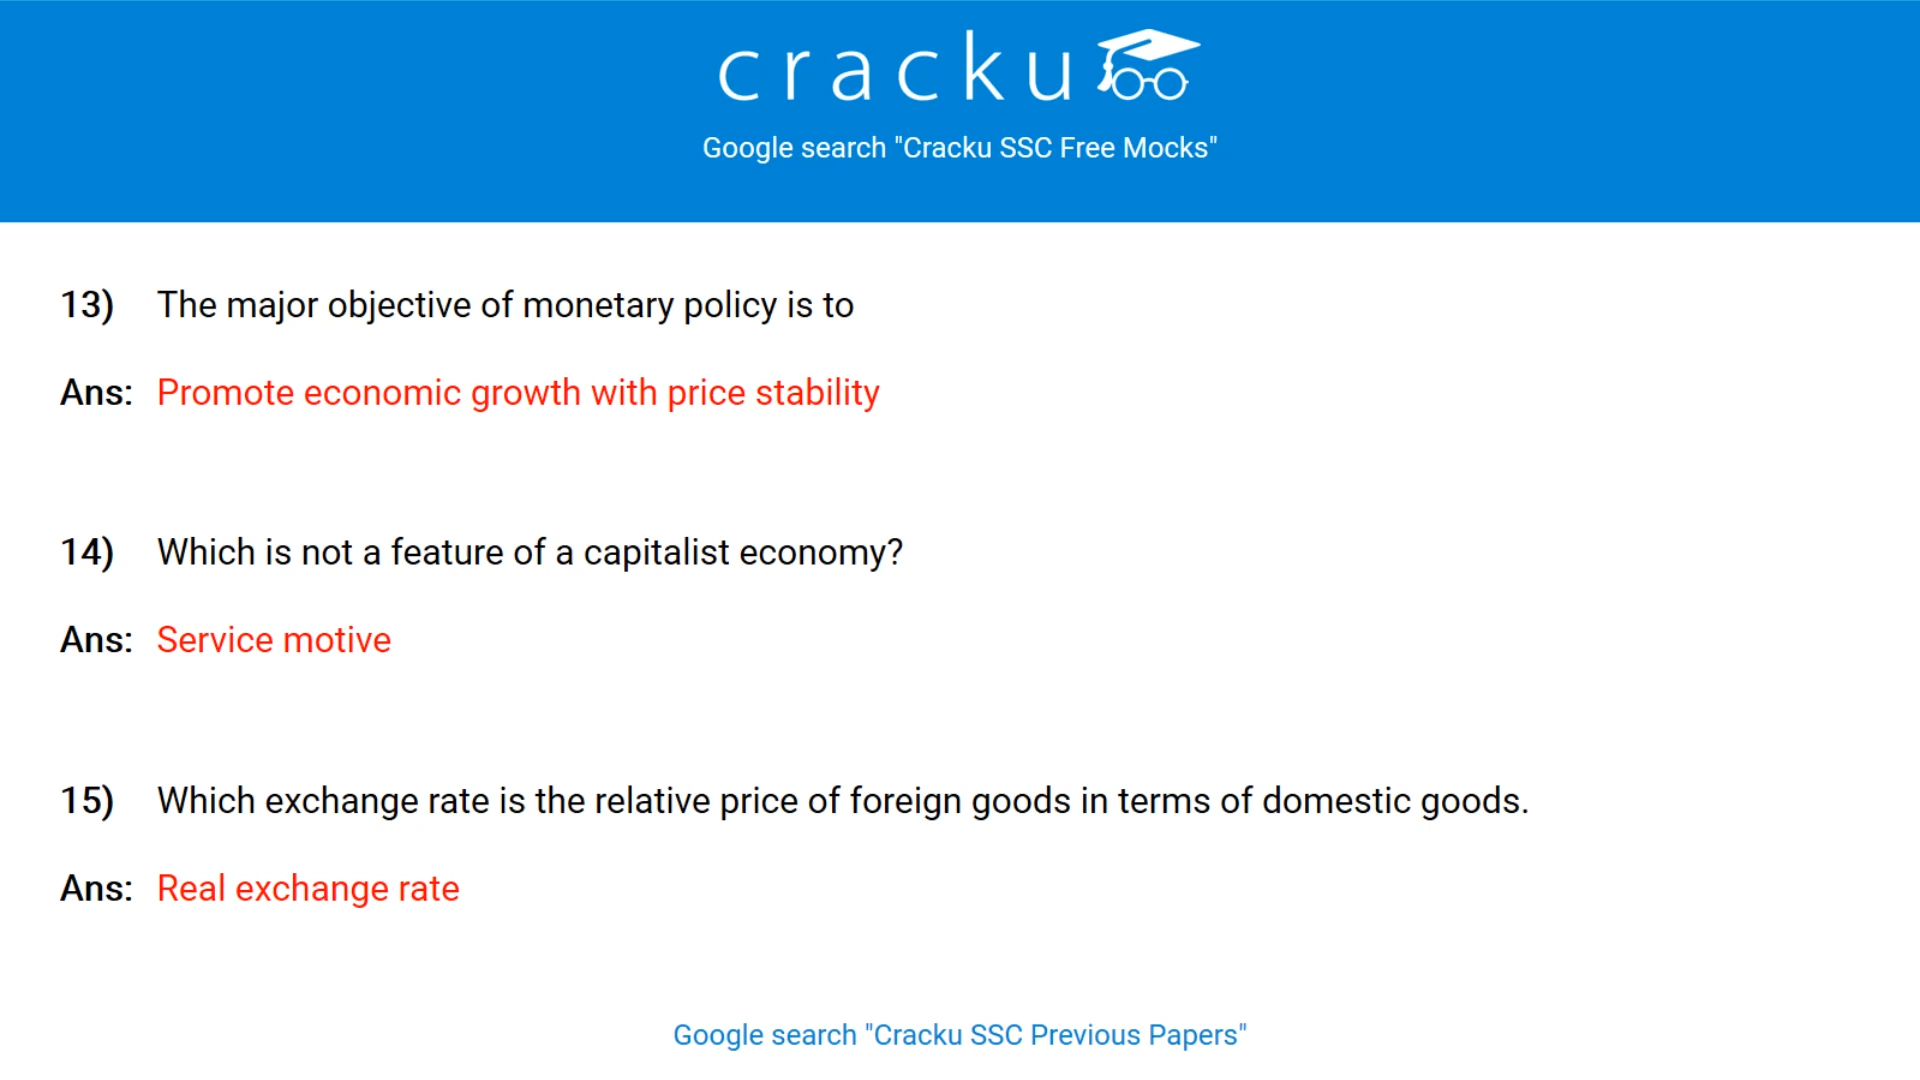 cracku
Google search "Cracku SSC Free Mocks"
13) The major objective of monetary policy is to
Ans: Promote economic growth with price stability
14) Which is not a feature of a capitalist economy?
Ans: Service motive
15) Which exchange rate is the relative price of foreign goods in terms of domestic goods.
Ans: Real exchange rate
Google search "Cracku SSC Previous Papers"